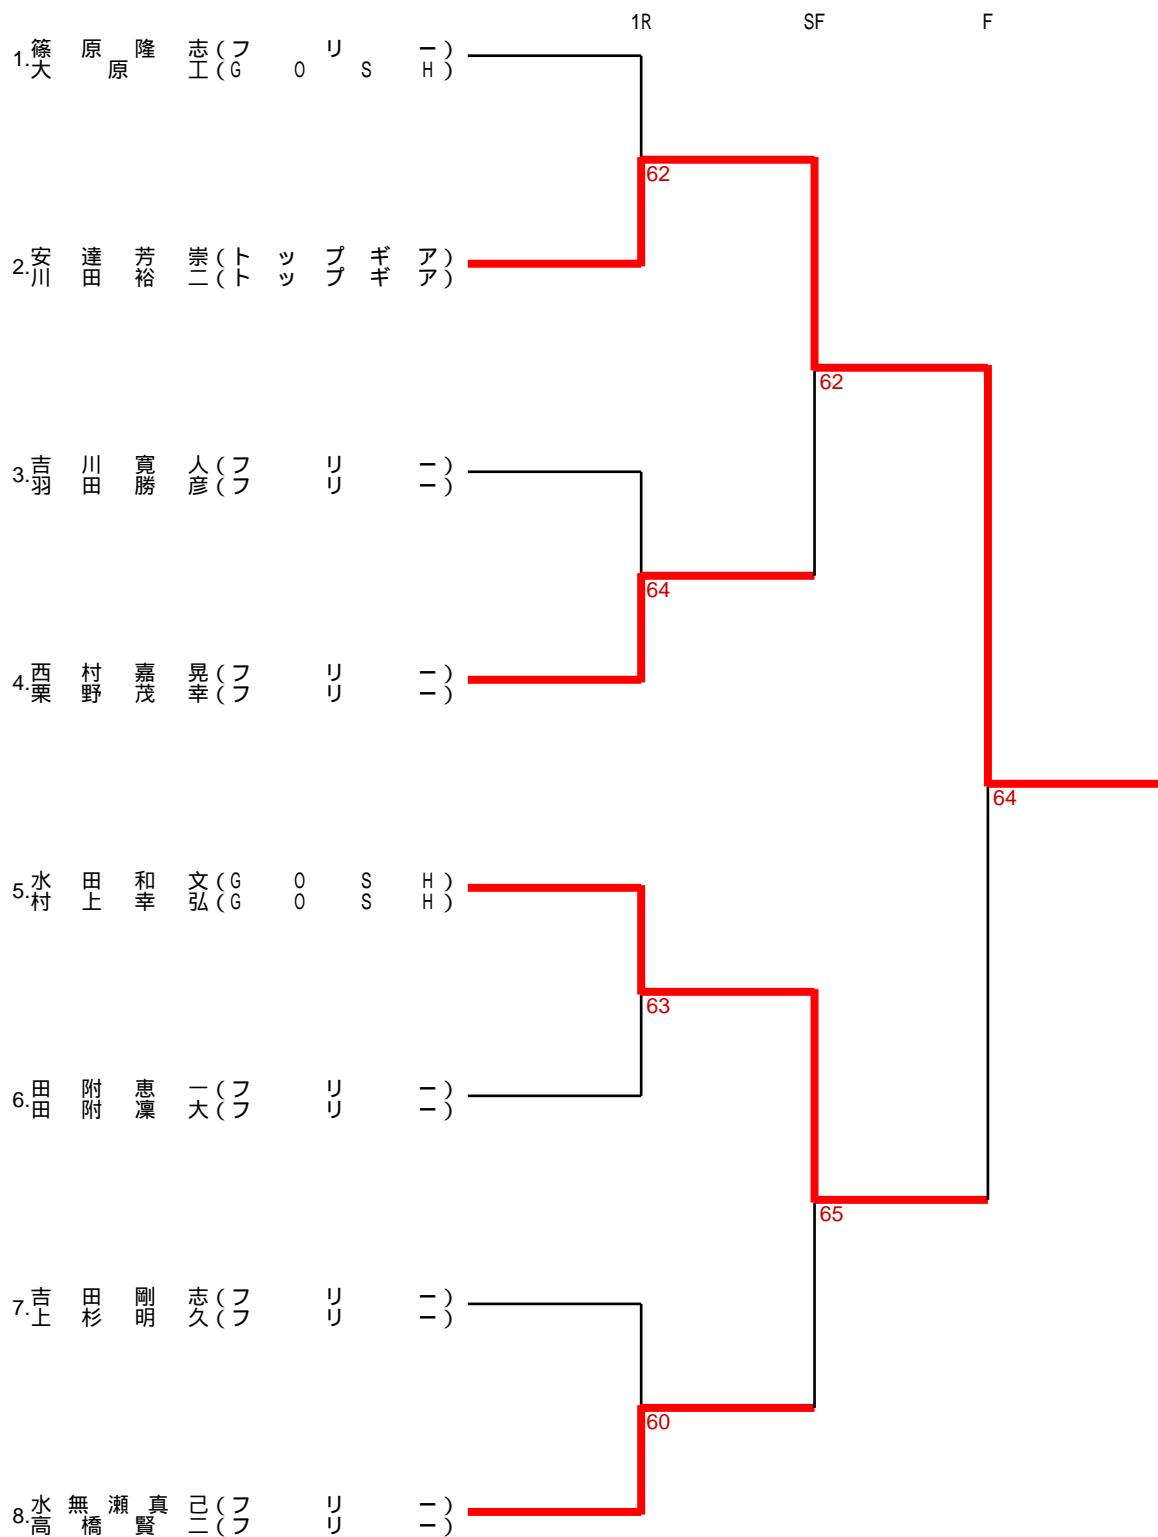 1R SF F
1.篠原隆志(フリー)
大原工(GOSH)
62
2.安達芳崇(トップギア)
川田裕二(トップギア)
62
3.吉川寛人(フリー)
羽田勝彦(フリー)
64
4.西村嘉晃(フリー)
栗野茂幸(フリー)
64
5.水田和文(GOSH)
村上幸弘(GOSH)
63
6.田附恵一(フリー)
田附凜大(フリー)
65
7.吉田剛志(フリー)
上杉明久(フリー)
60
8.水無瀬真己(フリー)
高橋賢二(フリー)